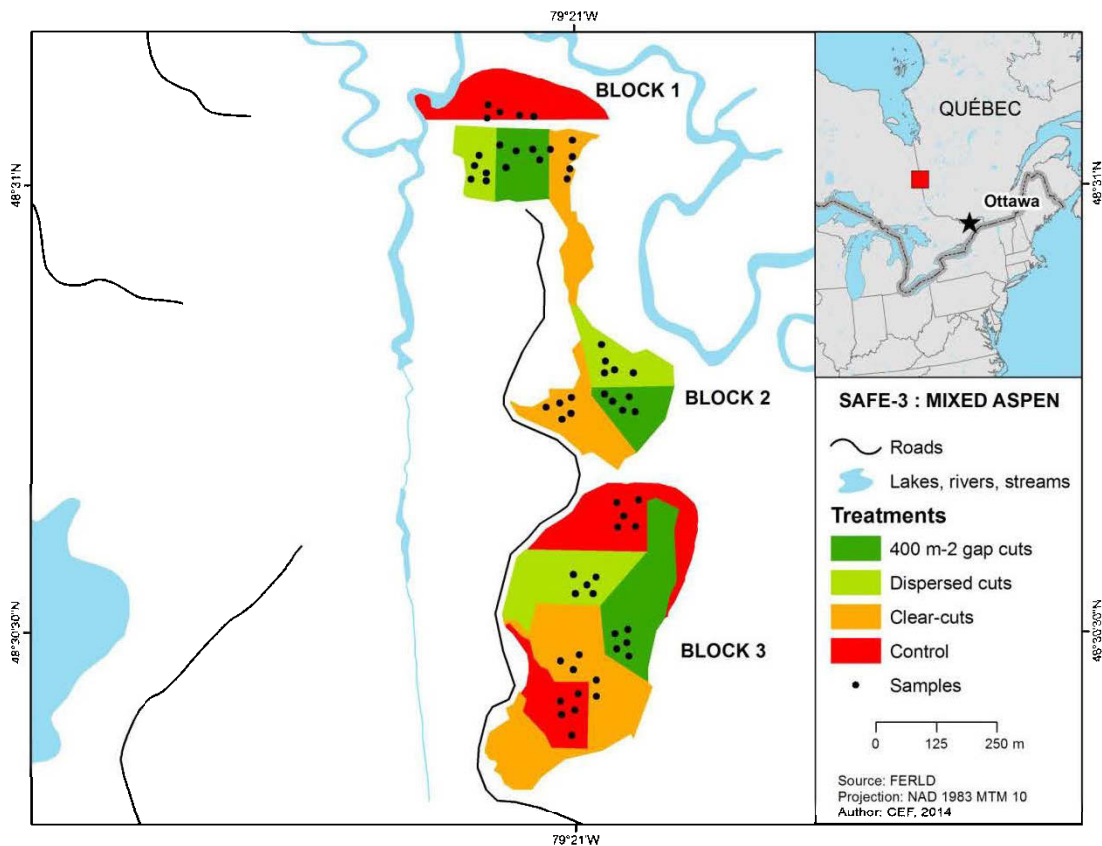 79°21'W
BLOCK 1
48°31'N
BLOCK 2
BLOCK 3
48°30'30"N
79°21'W
QUÉBEC
Ottawa
48°31'N
SAFE-3 : MIXED ASPEN
Roads
Lakes, rivers, streams
Treatments
400 m-2 gap cuts
Dispersed cuts
Clear-cuts
Control
Samples
0 125 250 m
48°30'30"N
Source: FERLD
Projection: NAD 1983 MTM 10
Author: CEF, 2014